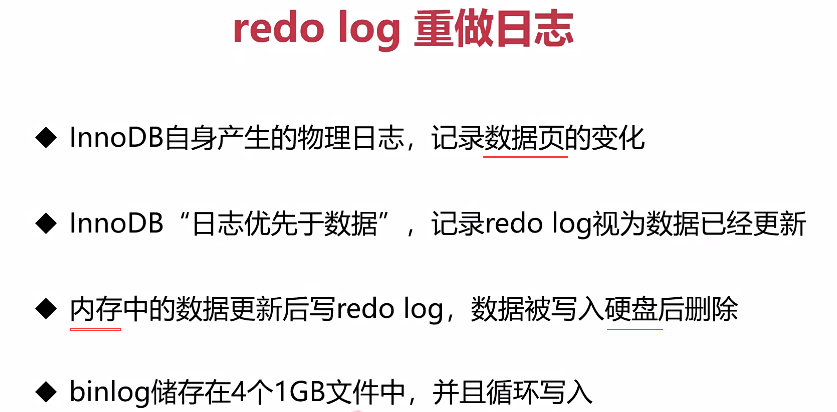 redo log 重做日志
◆ InnoDB自身产生的物理日志，记录数据页的变化
◆ InnoDB“日志优先于数据”，记录redo log视为数据已经更新
◆ 内存中的数据更新后写redo log，数据被写入硬盘后删除
◆ binlog储存在4个1GB文件中，并且循环写入